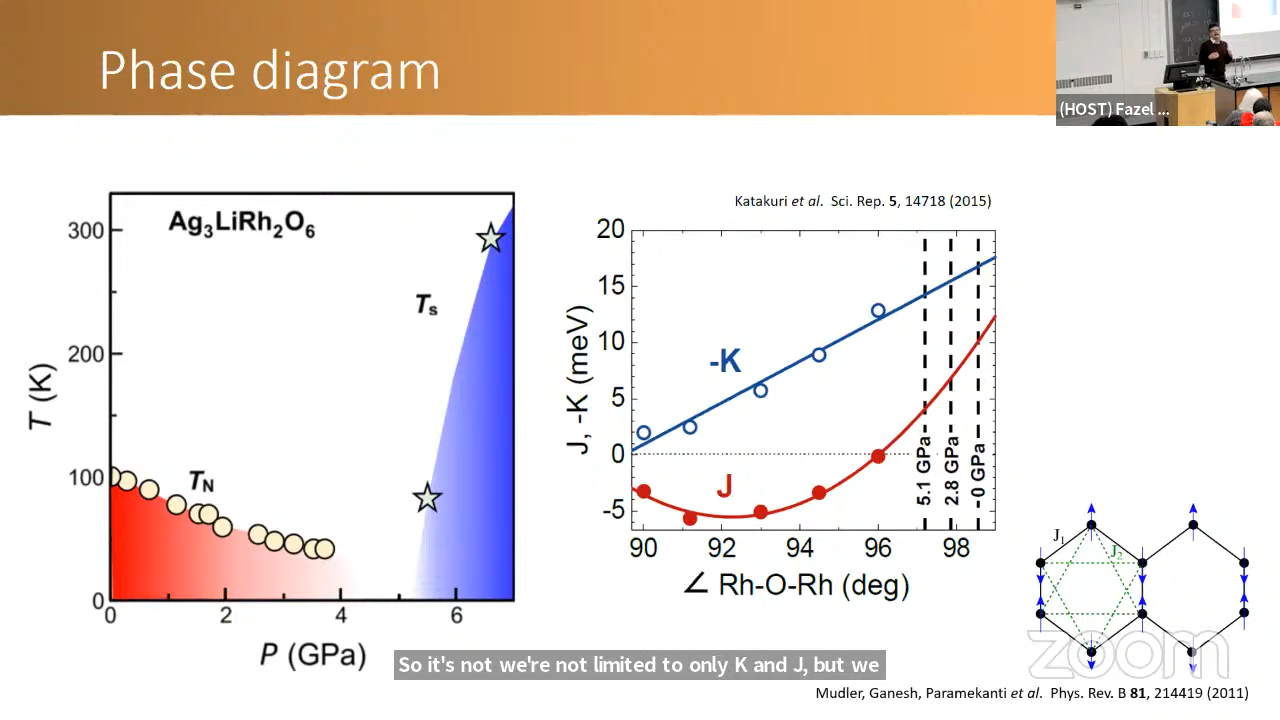 Phase diagram
(HOST) Fazel ...
Ag3LiRh2O6
300
200
100
0
T (K)
TN
Ts
0 2 4 6
P (GPa)
Katakuri et al. Sci. Rep. 5, 14718 (2015)
20
15
10
5
0
-5
J, -K (meV)
-K
J
5.1 GPa
2.8 GPa
0 GPa
90 92 94 96 98
∠ Rh-O-Rh (deg)
J1
J2
zoom
So it's not we're not limited to only K and J, but we
Mudler, Ganesh, Paramekanti et al. Phys. Rev. B 81, 214419 (2011)